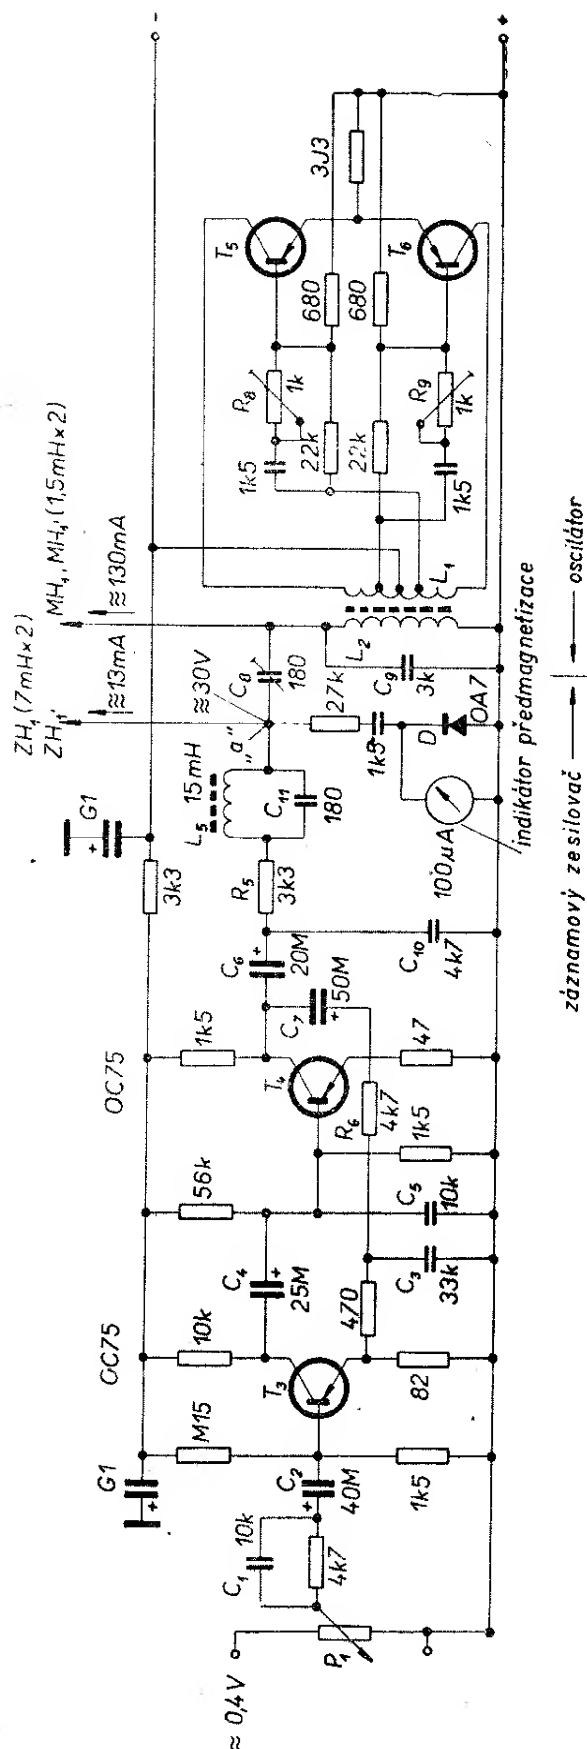 ≈ 0,4V
P₁
C₁
10k
4k7
C₂
40M
G1
+
M15
1k5
OC75
10k
T₃
82
470
C₄
25M
+
C₃
33k
56k
C₅
10k
1k5
R₆
4k7
OC75
1k5
T₄
47
C₇
50M
+
C₆
20M
+
C₁₀
4k7
3k3
G1
+
R₅
3k3
L₅
15mH
C₁₁
180
"a"
≈30V
C₈
180
27k
1k5
D
OA7
100µA
indikátor předmagnetizace
ZH₁ (7mH×2)
ZH₁'
≈13mA
MH₁, MH₁' (1,5mH×2)
≈130mA
C₉
3k
L₂
L₁
1k5
R₈
1k
22k
22k
1k5
R₉
1k
680
680
T₅
T₆
3J3
-
+
záznamový zesilovač
oscilátor